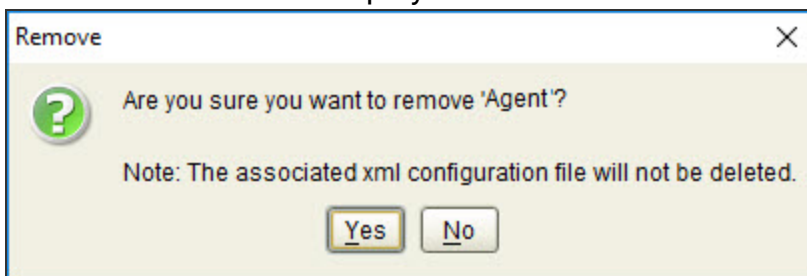 Remove
Are you sure you want to remove 'Agent'?
Note: The associated xml configuration file will not be deleted.
Yes No